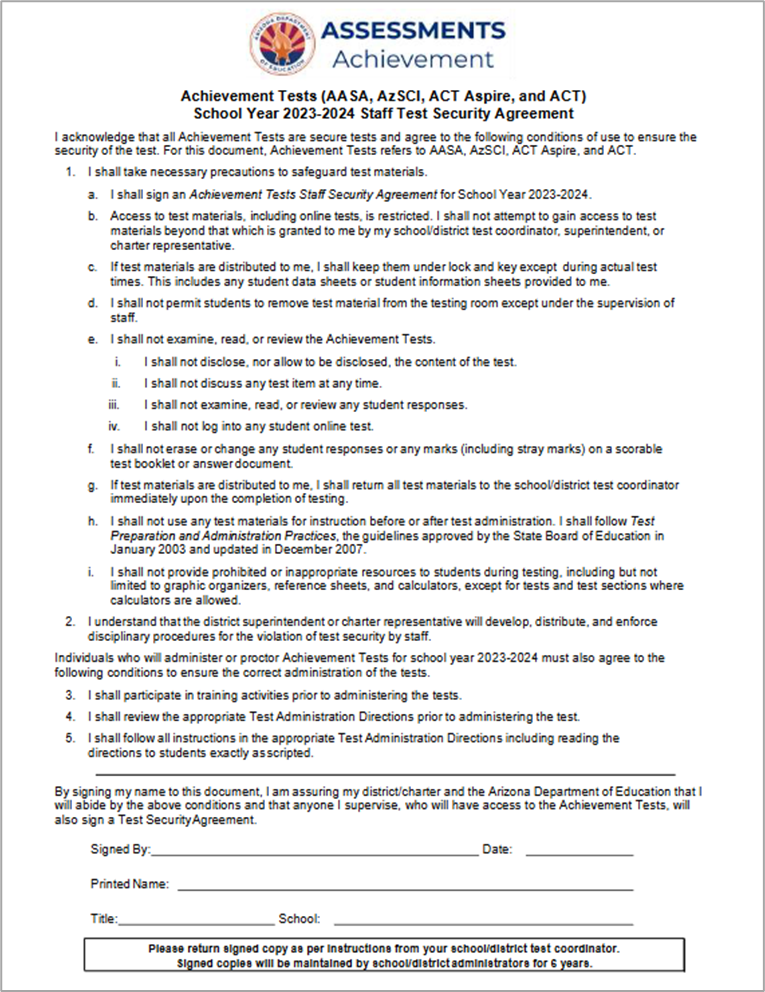 ARIZONA DEPARTMENT OF EDUCATION
ASSESSMENTS
Achievement
Achievement Tests (AASA, AzSCI, ACT Aspire, and ACT)
School Year 2023-2024 Staff Test Security Agreement
I acknowledge that all Achievement Tests are secure tests and agree to the following conditions of use to ensure the
security of the test. For this document, Achievement Tests refers to AASA, AzSCI, ACT Aspire, and ACT.
1. I shall take necessary precautions to safeguard test materials.
a. I shall sign an Achievement Tests Staff Security Agreement for School Year 2023-2024.
b. Access to test materials, including online tests, is restricted. I shall not attempt to gain access to test
materials beyond that which is granted to me by my school/district test coordinator, superintendent, or
charter representative.
c. If test materials are distributed to me, I shall keep them under lock and key except during actual test
times. This includes any student data sheets or student information sheets provided to me.
d. I shall not permit students to remove test material from the testing room except under the supervision of
staff.
e. I shall not examine, read, or review the Achievement Tests.
i. I shall not disclose, nor allow to be disclosed, the content of the test.
ii. I shall not discuss any test item at any time.
iii. I shall not examine, read, or review any student responses.
iv. I shall not log into any student online test.
f. I shall not erase or change any student responses or any marks (including stray marks) on a scorable
test booklet or answer document.
g. If test materials are distributed to me, I shall return all test materials to the school/district test coordinator
immediately upon the completion of testing.
h. I shall not use any test materials for instruction before or after test administration. I shall follow Test
Preparation and Administration Practices, the guidelines approved by the State Board of Education in
January 2003 and updated in December 2007.
i. I shall not provide prohibited or inappropriate resources to students during testing, including but not
limited to graphic organizers, reference sheets, and calculators, except for tests and test sections where
calculators are allowed.
2. I understand that the district superintendent or charter representative will develop, distribute, and enforce
disciplinary procedures for the violation of test security by staff.
Individuals who will administer or proctor Achievement Tests for school year 2023-2024 must also agree to the
following conditions to ensure the correct administration of the tests.
3. I shall participate in training activities prior to administering the tests.
4. I shall review the appropriate Test Administration Directions prior to administering the test.
5. I shall follow all instructions in the appropriate Test Administration Directions including reading the
directions to students exactly as scripted.
By signing my name to this document, I am assuring my district/charter and the Arizona Department of Education that I
will abide by the above conditions and that anyone I supervise, who will have access to the Achievement Tests, will
also sign a Test Security Agreement.
Signed By: Date:
Printed Name:
Title: School:
Please return signed copy as per instructions from your school/district test coordinator.
Signed copies will be maintained by school/district administrators for 6 years.